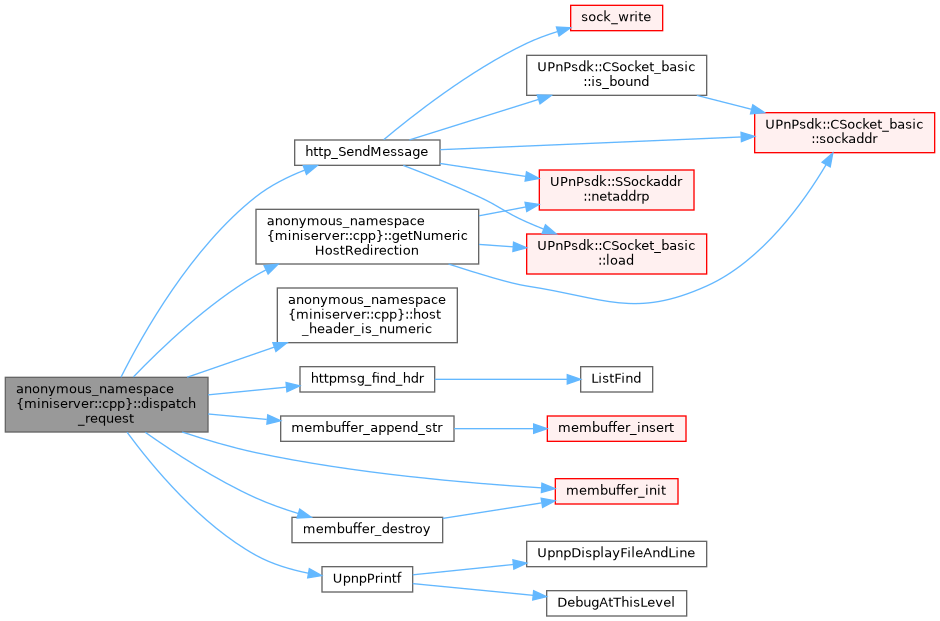 sock_write
UPnPsdk::CSocket_basic
::is_bound
UPnPsdk::CSocket_basic
::sockaddr
http_SendMessage
UPnPsdk::SSockaddr
::netaddrp
anonymous_namespace
{miniserver::cpp}::getNumeric
HostRedirection
UPnPsdk::CSocket_basic
::load
anonymous_namespace
{miniserver::cpp}::host
_header_is_numeric
httpmsg_find_hdr
ListFind
anonymous_namespace
{miniserver::cpp}::dispatch
_request
membuffer_append_str
membuffer_insert
membuffer_init
membuffer_destroy
UpnpDisplayFileAndLine
UpnpPrintf
DebugAtThisLevel